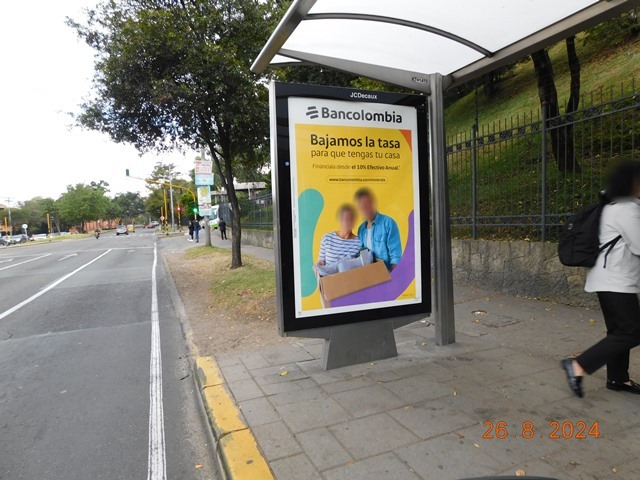 JCDecaux
Bancolombia
Bajamos la tasa
para que tengas tu casa
Financiala desde el 10% Efectivo Anual.*
26 8 2024